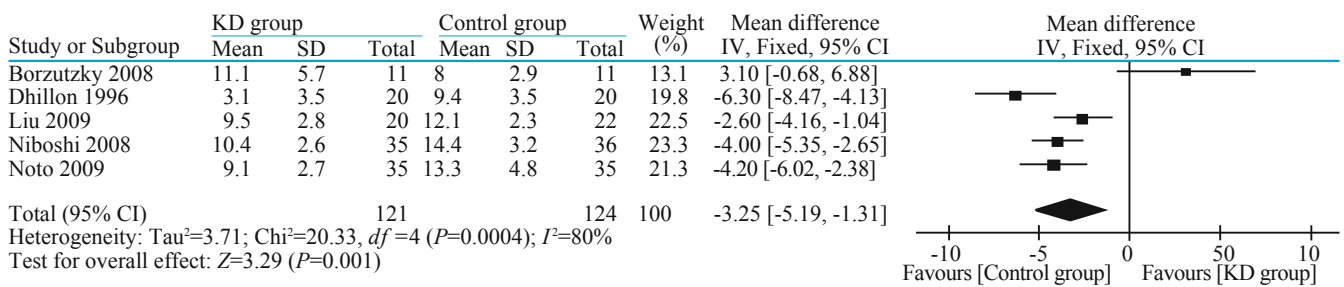 KD group Control group Weight Mean difference Mean difference
Study or Subgroup Mean SD Total Mean SD Total (%) IV, Fixed, 95% CI IV, Fixed, 95% CI
Borzutzky 2008 11.1 5.7 11 8 2.9 11 13.1 3.10 [-0.68, 6.88]
Dhillon 1996 3.1 3.5 20 9.4 3.5 20 19.8 -6.30 [-8.47, -4.13]
Liu 2009 9.5 2.8 20 12.1 2.3 22 22.5 -2.60 [-4.16, -1.04]
Niboshi 2008 10.4 2.6 35 14.4 3.2 36 23.3 -4.00 [-5.35, -2.65]
Noto 2009 9.1 2.7 35 13.3 4.8 35 21.3 -4.20 [-6.02, -2.38]
Total (95% CI) 121 124 100 -3.25 [-5.19, -1.31]
Heterogeneity: Tau²=3.71; Chi²=20.33, df =4 (P=0.0004); I²=80%
Test for overall effect: Z=3.29 (P=0.001)
-10 -5 0 50 10
Favours [Control group] Favours [KD group]